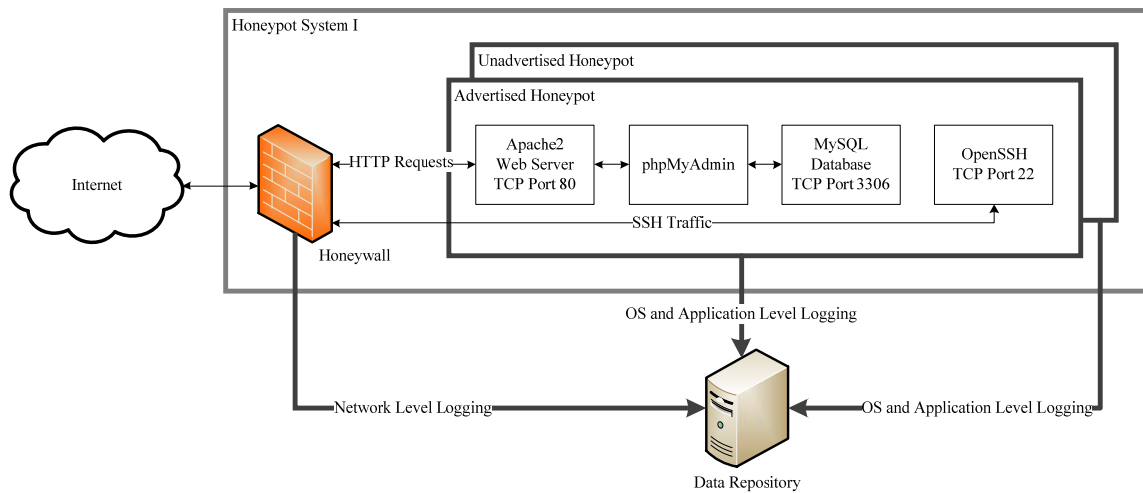 Honeypot System I
Unadvertised Honeypot
Advertised Honeypot
Internet
HTTP Requests
Apache2
Web Server
TCP Port 80
phpMyAdmin
MySQL
Database
TCP Port 3306
OpenSSH
TCP Port 22
SSH Traffic
Honeywall
OS and Application Level Logging
Network Level Logging
OS and Application Level Logging
Data Repository